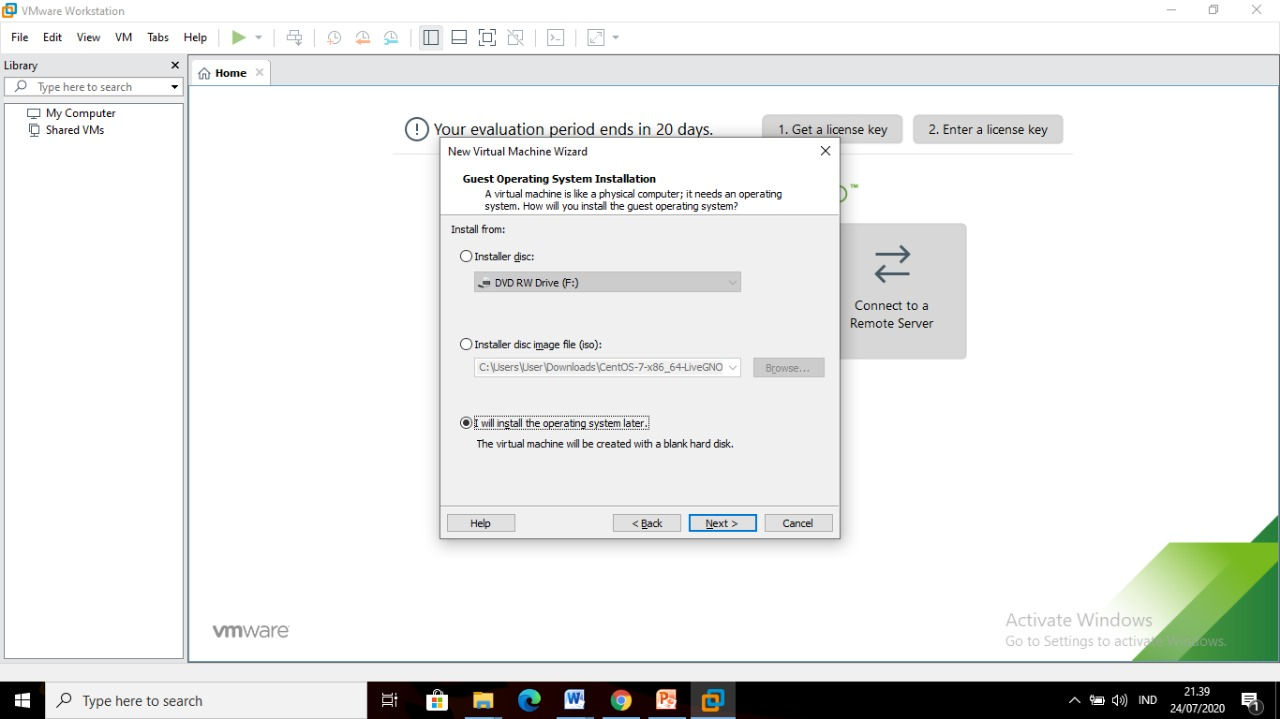 VMware Workstation
File Edit View VM Tabs Help
Library
Type here to search
My Computer
Shared VMs
Home
Your evaluation period ends in 20 days.
1. Get a license key
2. Enter a license key
New Virtual Machine Wizard
Guest Operating System Installation
A virtual machine is like a physical computer; it needs an operating
system. How will you install the guest operating system?
Install from:
Installer disc:
DVD RW Drive (F:)
Installer disc image file (iso):
C:\Users\User\Downloads\CentOS-7-x86_64-LiveGNO
Browse...
I will install the operating system later.
The virtual machine will be created with a blank hard disk.
Help
< Back
Next >
Cancel
™
Connect to a
Remote Server
vmware
Activate Windows
Go to Settings to activate Windows.
Type here to search
IND
21.39
24/07/2020
1